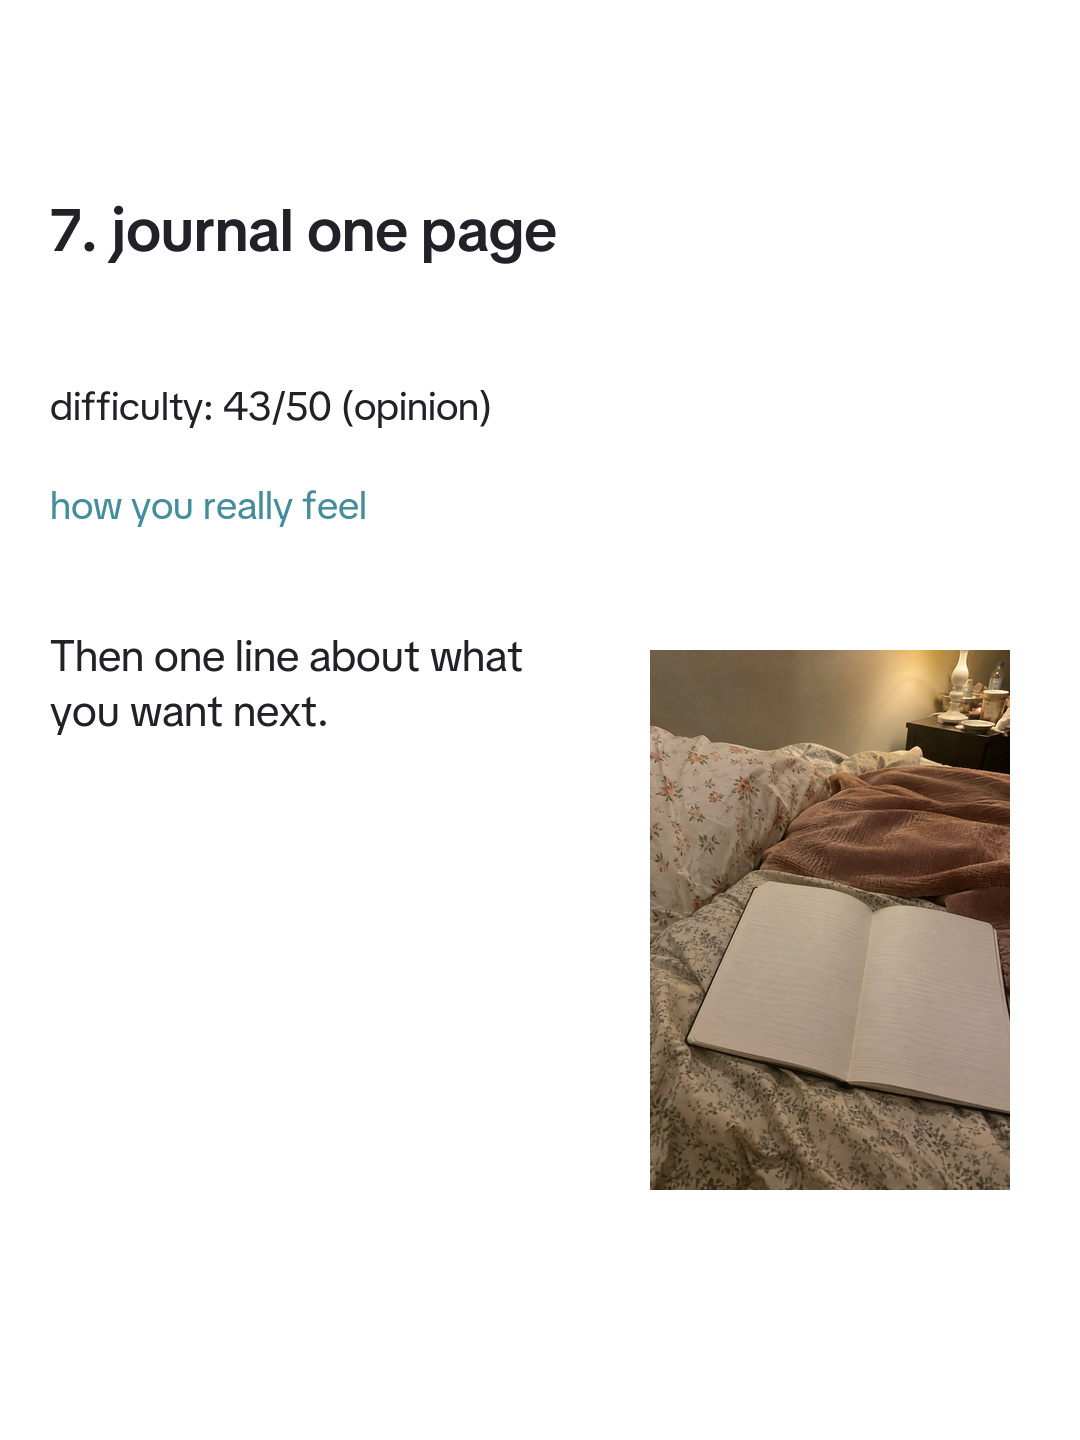 7. journal one page
difficulty: 43/50 (opinion)
how you really feel
Then one line about what
you want next.